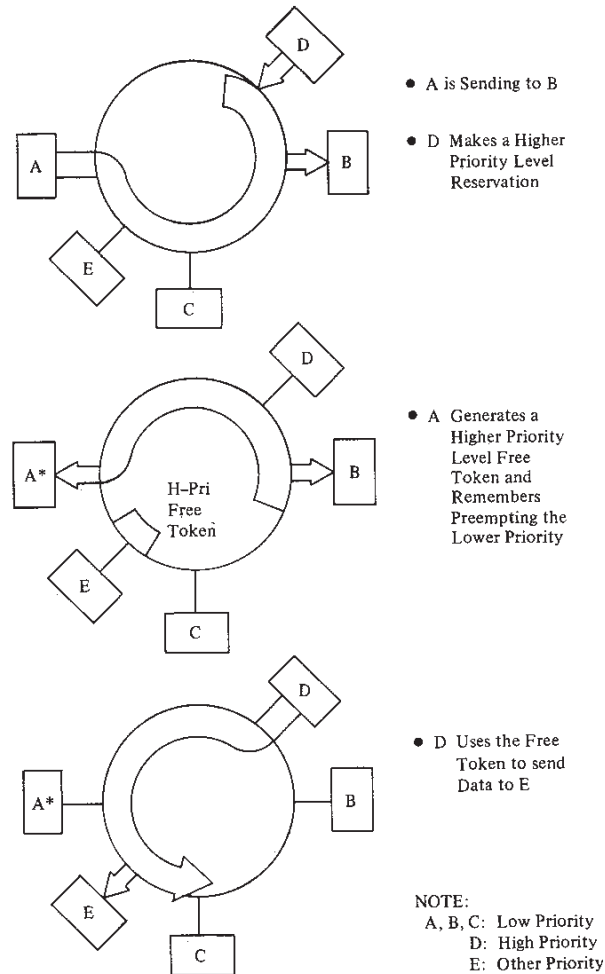 D
A
B
E
C
● A is Sending to B
● D Makes a Higher
Priority Level
Reservation
D
A*
B
H–Pri
Free
Token
E
C
● A Generates a
Higher Priority
Level Free
Token and
Remembers
Preempting the
Lower Priority
D
A*
B
E
C
● D Uses the Free
Token to send
Data to E
NOTE:
A, B, C: Low Priority
D: High Priority
E: Other Priority